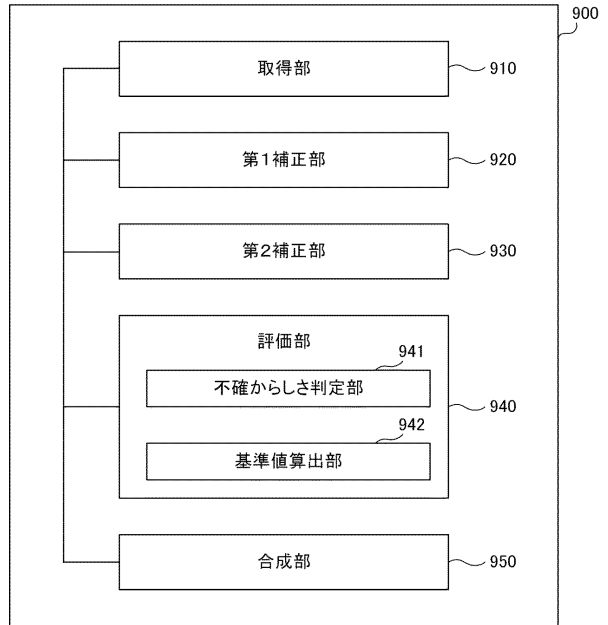 900
取得部
910
第1補正部
920
第2補正部
930
評価部
941
不確からしさ判定部
940
942
基準値算出部
合成部
950